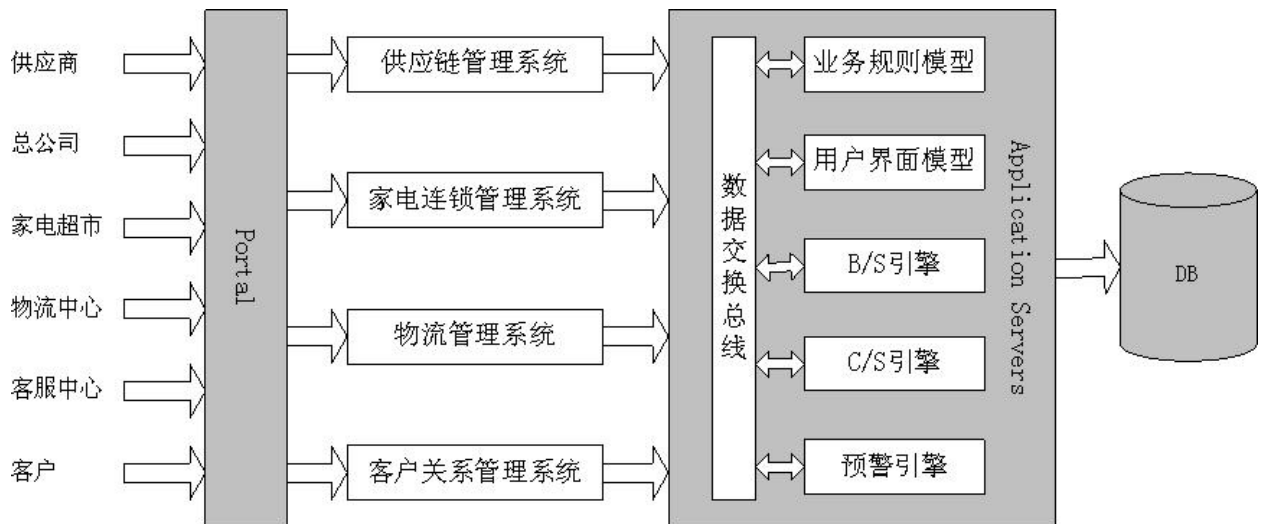 供应商
总公司
家电超市
物流中心
客服中心
客户
Portal
供应链管理系统
家电连锁管理系统
物流管理系统
客户关系管理系统
数据交换总线
业务规则模型
用户界面模型
B/S引擎
C/S引擎
预警引擎
Application Servers
DB